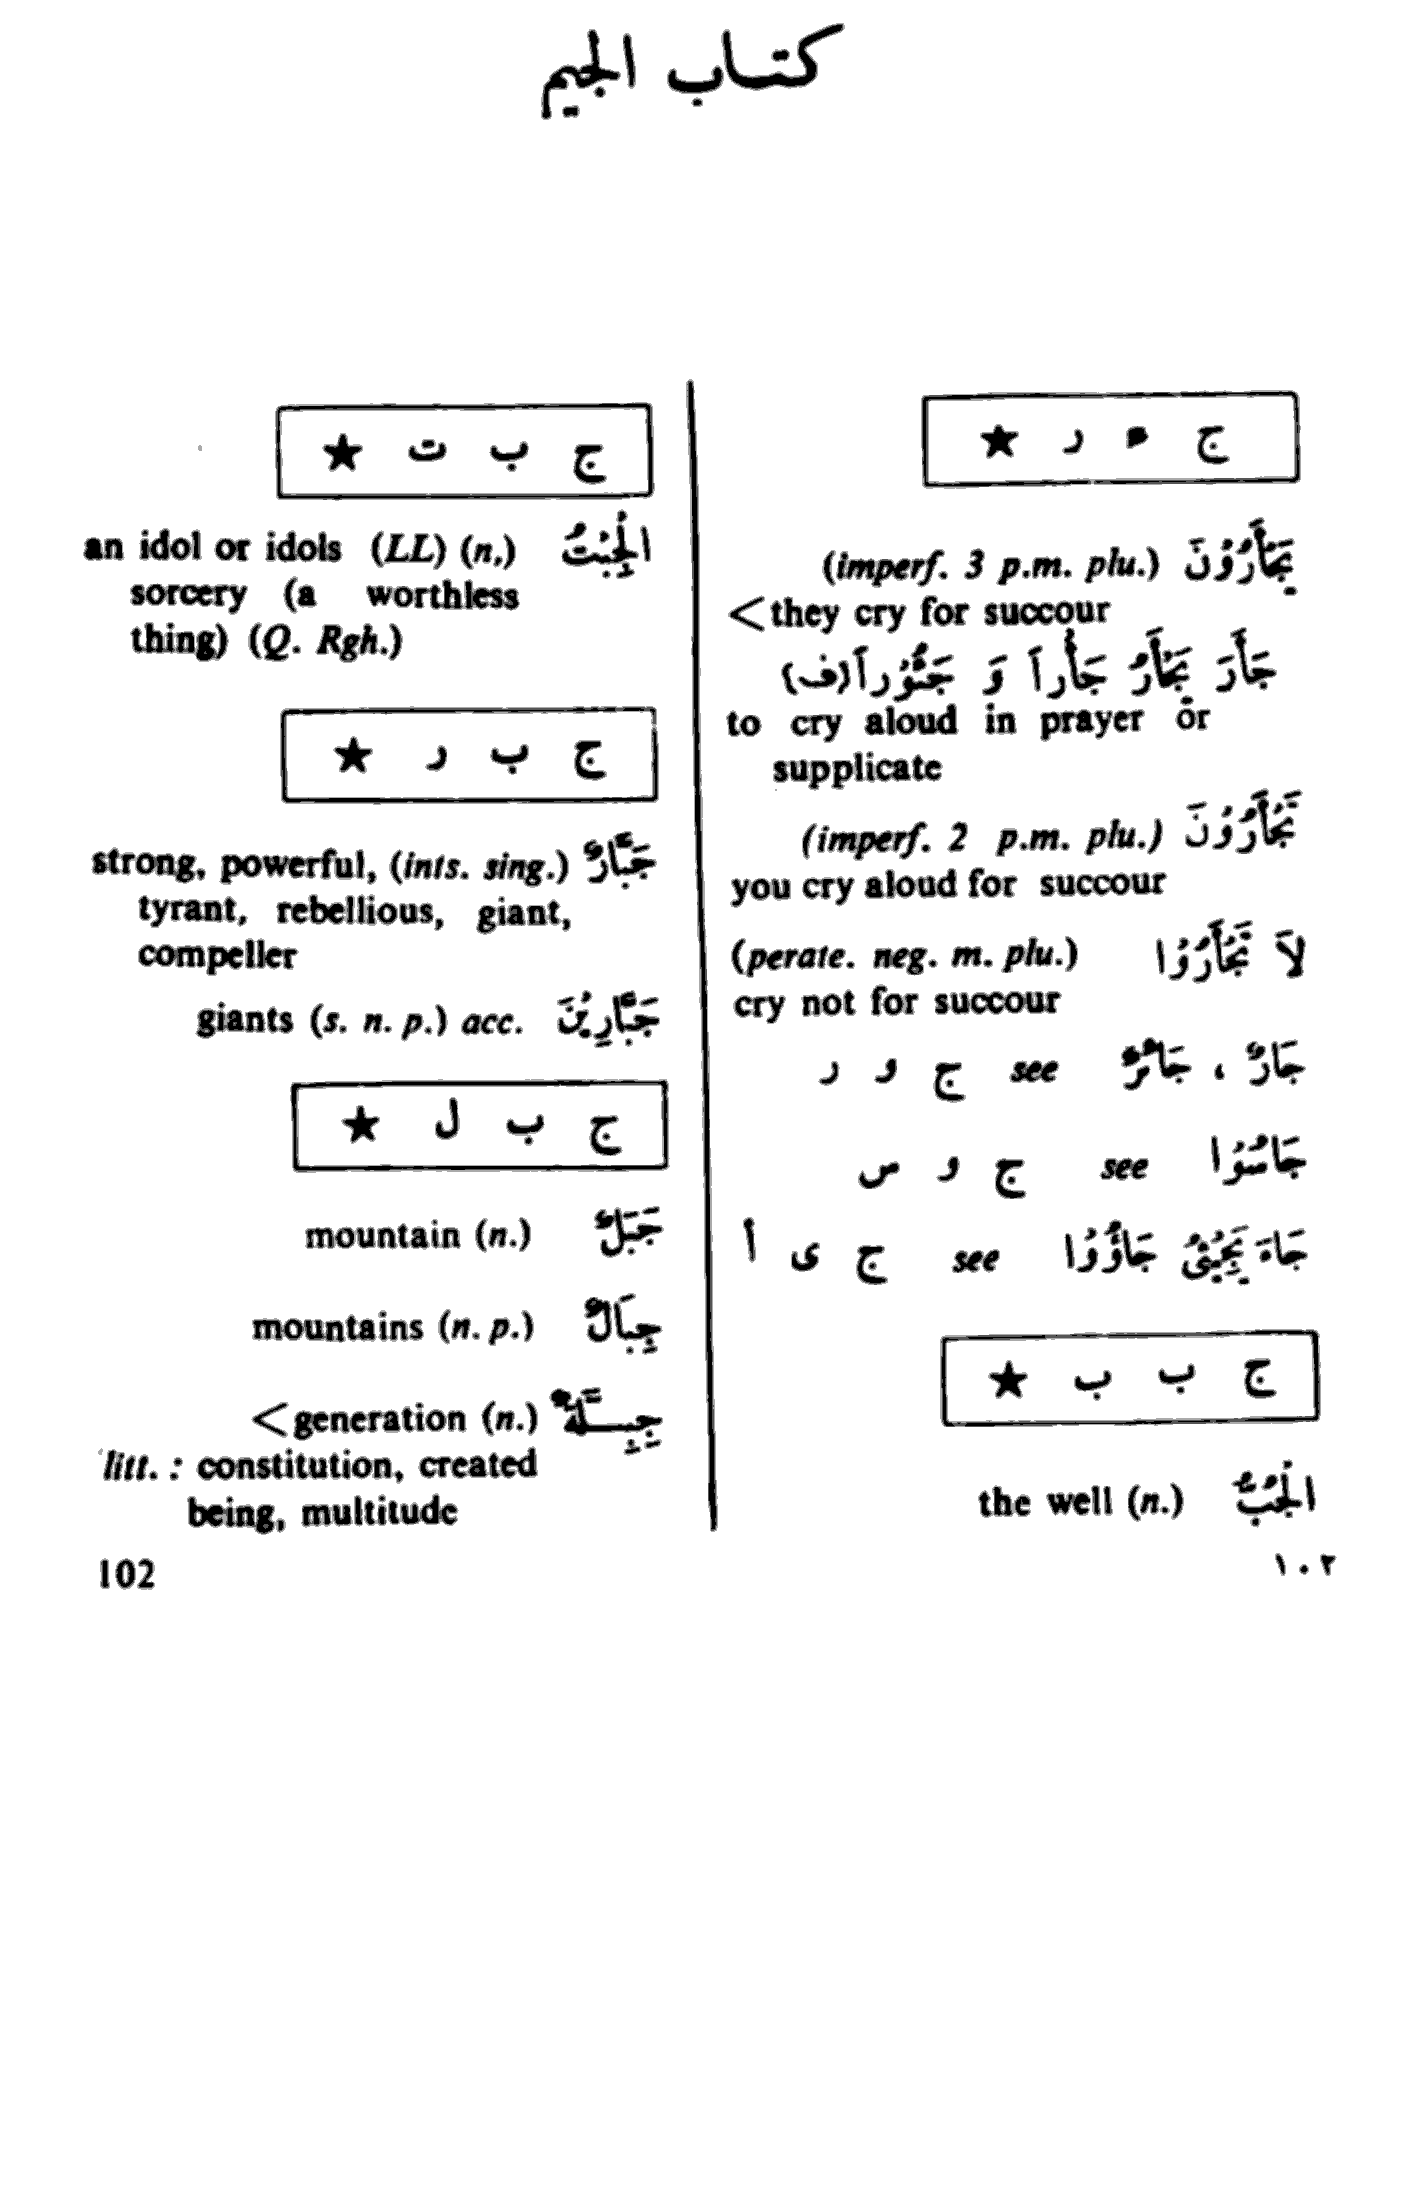 كتاب الجيم
ج ء ر ★
(imperf. 3 p.m. plu.) يَجْأَرُوْنَ
<they cry for succour
جَأَرَ يَجْأَرُ جَأْراً وَ جَئُوْراً (ف)
to cry aloud in prayer or
supplicate
(imperf. 2 p.m. plu.) تَجْأَرُوْنَ
you cry aloud for succour
(perate. neg. m. plu.) لاَ تَجْأَرُوْا
cry not for succour
جَارٌ ، جَائرٌ see ج و ر
جَاسُوْا see ج و س
جَاءَ يَجِيْئُ جَاؤُوْا see ج ى أ
ج ب ب ★
the well (n.) الْجُبُّ
ج ب ت ★
an idol or idols (LL) (n,) الْجِبْتُ
sorcery (a worthless
thing) (Q. Rgh.)
ج ب ر ★
strong, powerful, (ints. sing.) جَبَّارٌ
tyrant, rebellious, giant,
compeller
giants (s. n. p.) acc. جَبَّارِيْنَ
ج ب ل ★
mountain (n.) جَبَلٌ
mountains (n. p.) جِبَالٌ
<generation (n.) جِبِـلَّةٌ
litt. : constitution, created
being, multitude
102
١٠٢